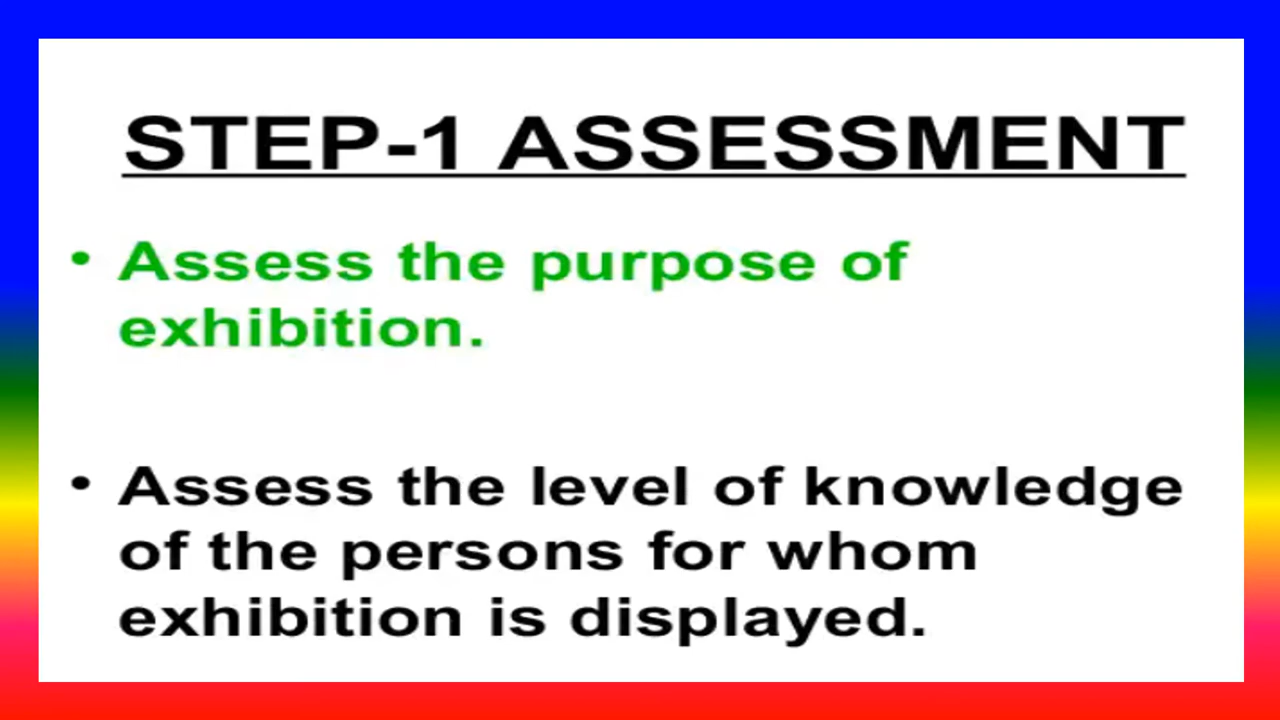 STEP-1 ASSESSMENT
• Assess the purpose of
exhibition.
• Assess the level of knowledge
of the persons for whom
exhibition is displayed.